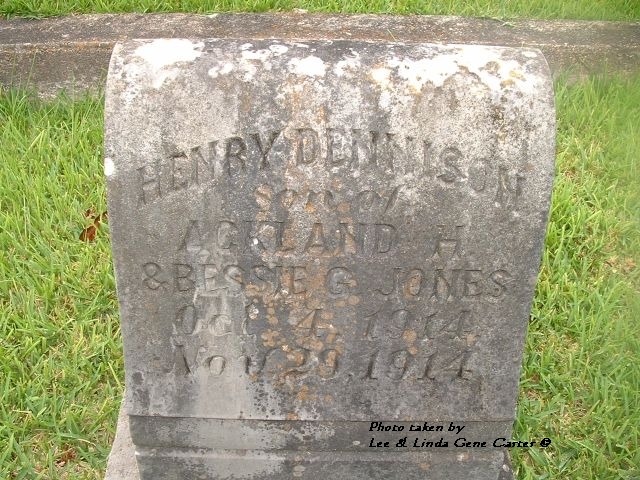 HENRY DENNISON
son of
ACKLAND H
& BESSIE G. JONES
Oct 4, 1914
Nov 29, 1914
Photo taken by
Lee & Linda Gene Carter ©